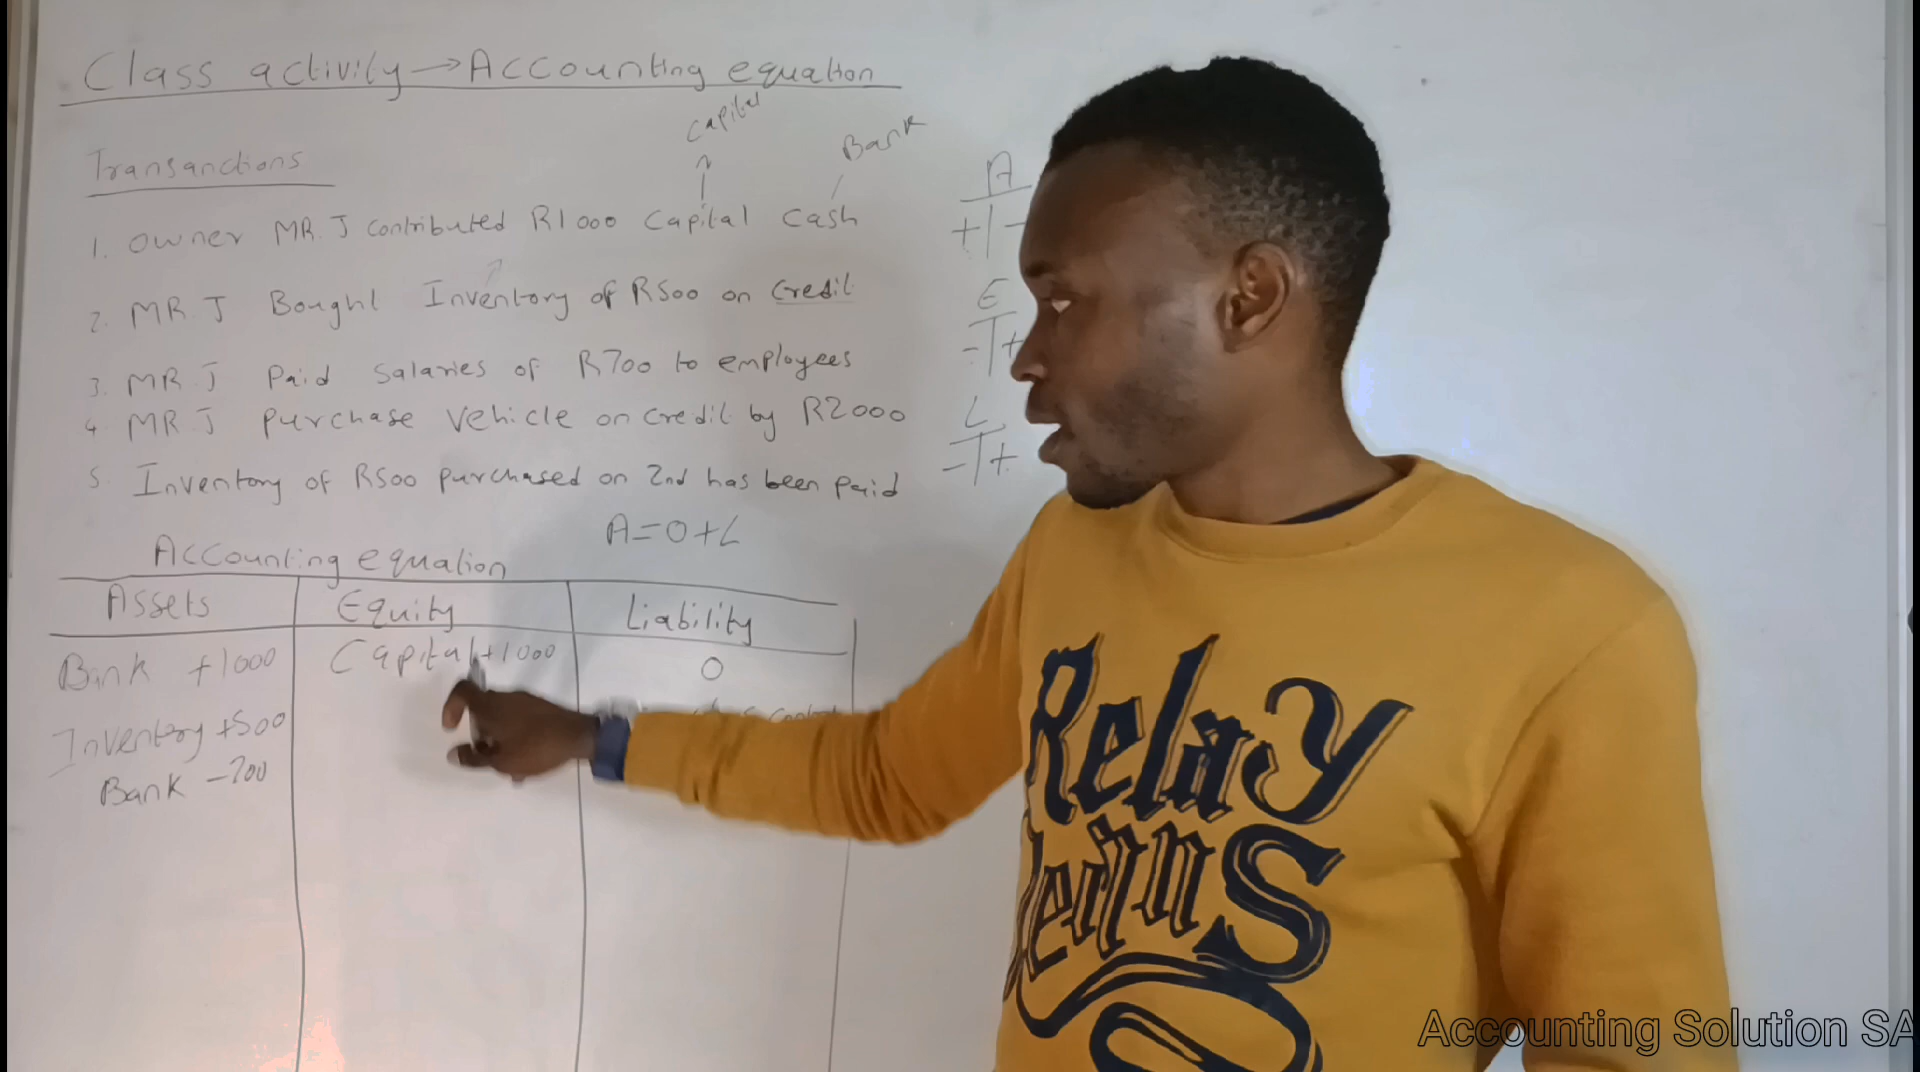 Class activity → Accounting equation
Capital
Bank
Transanctions
1. Owner MR. J contributed R1000 Capital Cash
2. MR J Bought Inventory of R500 on Credit
3. MR J Paid Salaries of R700 to employees
4 MR J purchase Vehicle on credit by R2000
5. Inventory of R500 purchased on 2nd has been paid
A
+ -
E
- +
L
- +
A=O+L
Accounting equation
Assets Equity Liability
Bank +1000 Capital +1000 0
Inventory +500
Bank -700
Relay
Accounting Solution SA